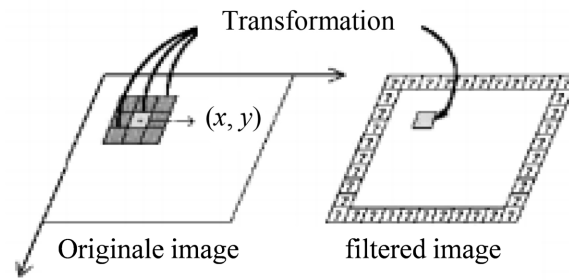 Transformation
(x, y)
Originale image
filtered image